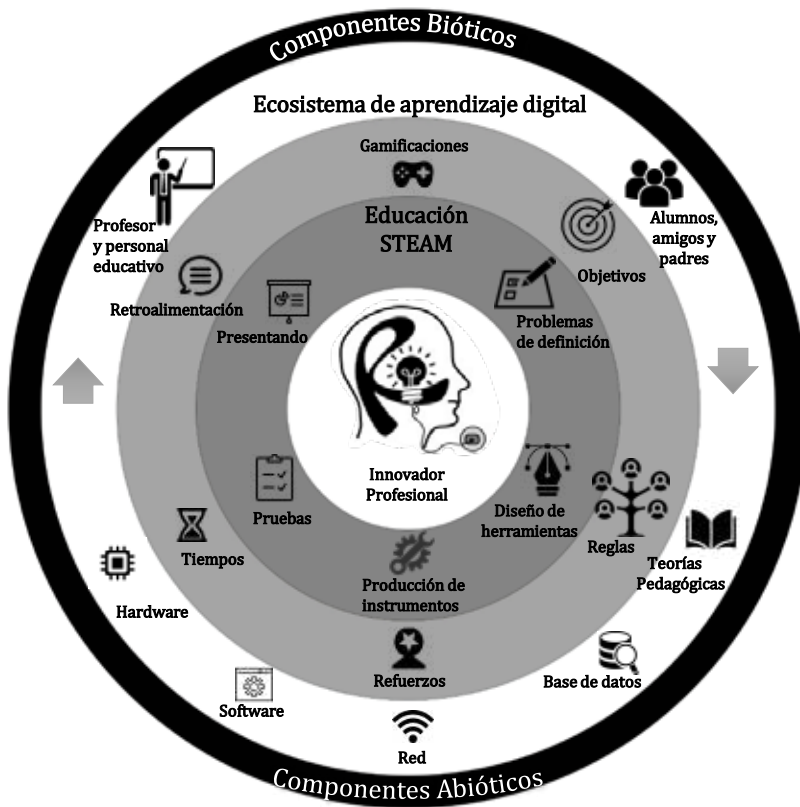 Componentes Bióticos
Ecosistema de aprendizaje digital
Gamificaciones
Educación
STEAM
Profesor
y personal
educativo
Alumnos,
amigos y
padres
Objetivos
Retroalimentación
Presentando
Problemas
de definición
Innovador
Profesional
Pruebas
Diseño de
herramientas
Tiempos
Reglas
Teorías
Pedagógicas
Producción de
instrumentos
Hardware
Refuerzos
Base de datos
Software
Red
Componentes Abióticos